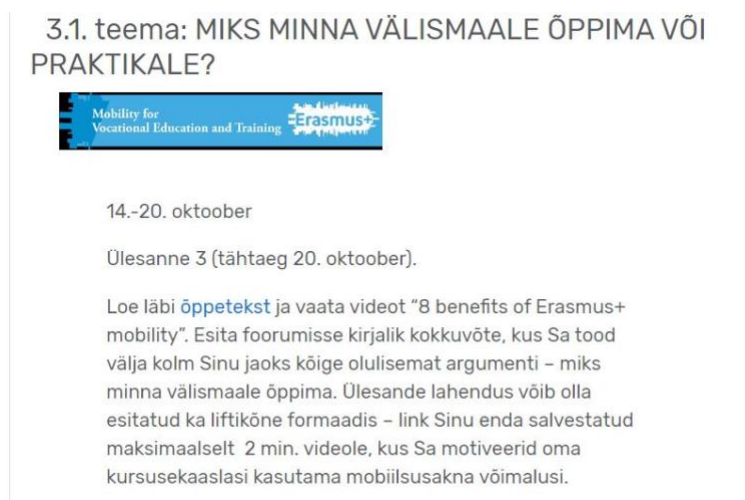 3.1. teema: MIKS MINNA VÄLISMAALE ÕPPIMA VÕI
PRAKTIKALE?
Mobility for
Vocational Education and Training
Erasmus+
14.-20. oktoober
Ülesanne 3 (tähtaeg 20. oktoober).
Loe läbi õppetekst ja vaata videot “8 benefits of Erasmus+
mobility”. Esita foorumisse kirjalik kokkuvõte, kus Sa tood
välja kolm Sinu jaoks kõige olulisemat argumenti – miks
minna välismaale õppima. Ülesande lahendus võib olla
esitatud ka liftikõne formaadis – link Sinu enda salvestatud
maksimaalselt 2 min. videole, kus Sa motiveerid oma
kursusekaaslasi kasutama mobiilsusakna võimalusi.